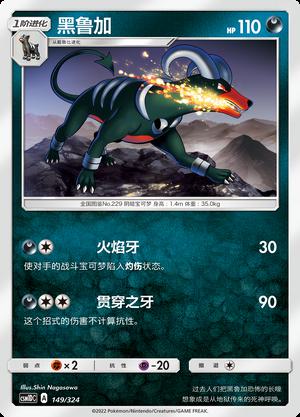 1阶进化
黑鲁加
HP 110
从戴鲁比进化
全国图鉴No.229 阴暗宝可梦 身高：1.4m 体重：35.0kg
火焰牙 30
使对手的战斗宝可梦陷入灼伤状态。
贯穿之牙 90
这个招式的伤害不计算抗性。
Illus.Shin Nagasawa
弱点 ×2 抗性 -20 撤退
CSM1DC A 149/324
过去人们把黑鲁加恐怖的长嚎
想象成从地狱传来的死神呼唤。
©2022 Pokémon/Nintendo/Creatures/GAME FREAK.